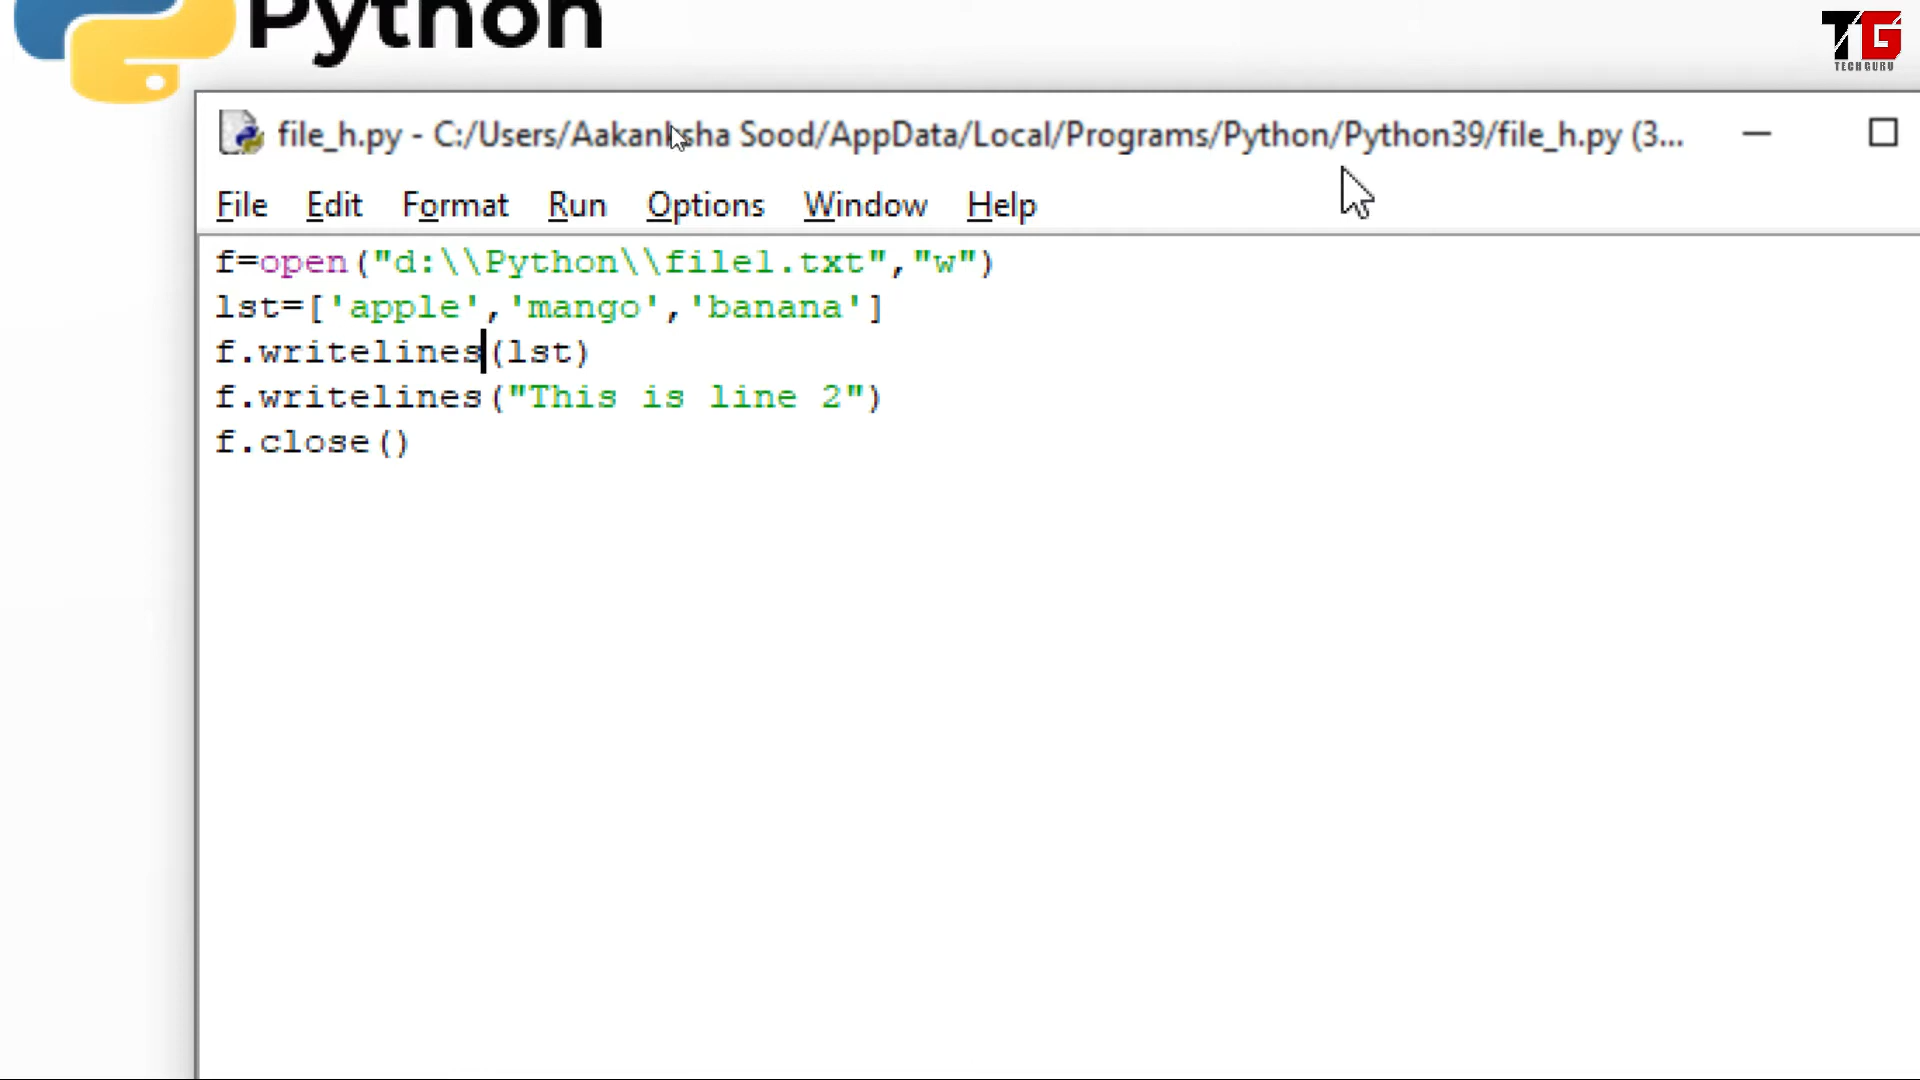 Python
TG
TECHGURU
file_h.py - C:/Users/Aakanksha Sood/AppData/Local/Programs/Python/Python39/file_h.py (3...
File Edit Format Run Options Window Help
f=open("d:\\Python\\file1.txt","w")
lst=['apple','mango','banana']
f.writelines(lst)
f.writelines("This is line 2")
f.close()